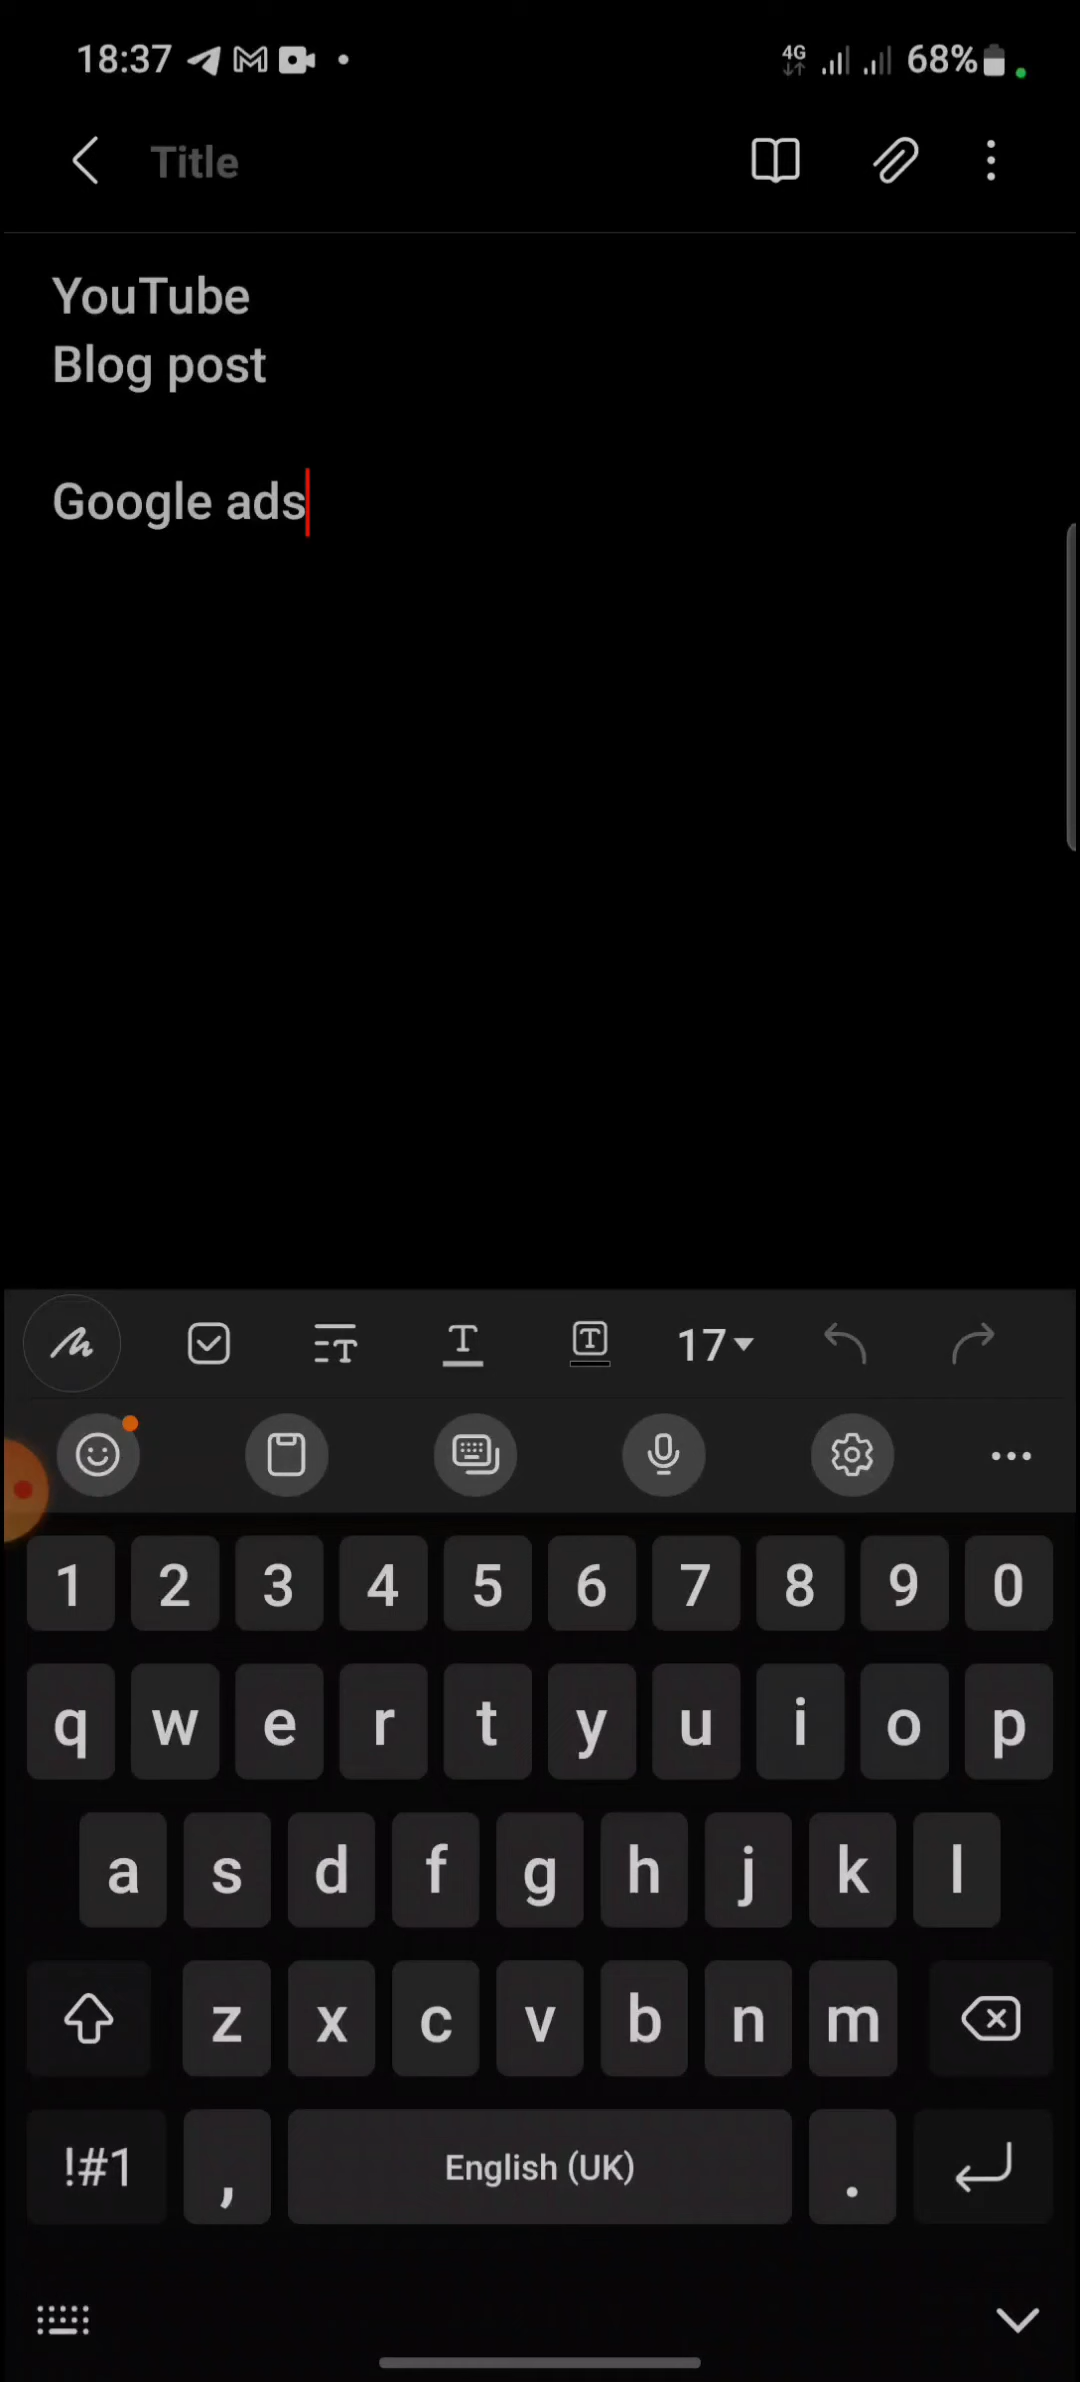 18:37 4G 68%
Title
YouTube
Blog post
Google ads
T T T 17
1 2 3 4 5 6 7 8 9 0
q w e r t y u i o p
a s d f g h j k l
z x c v b n m
!#1 , English (UK) .